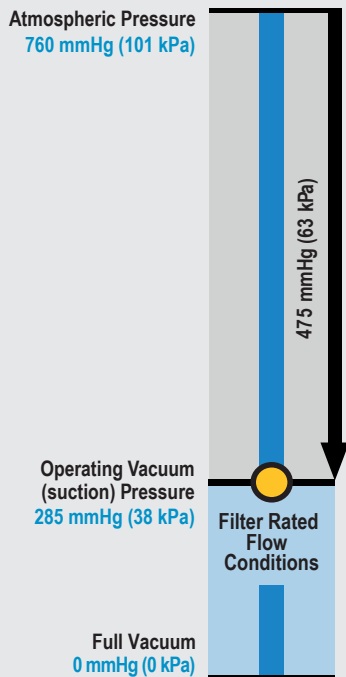 Atmospheric Pressure
760 mmHg (101 kPa)
475 mmHg (63 kPa)
Operating Vacuum
(suction) Pressure
285 mmHg (38 kPa)
Filter Rated
Flow
Conditions
Full Vacuum
0 mmHg (0 kPa)